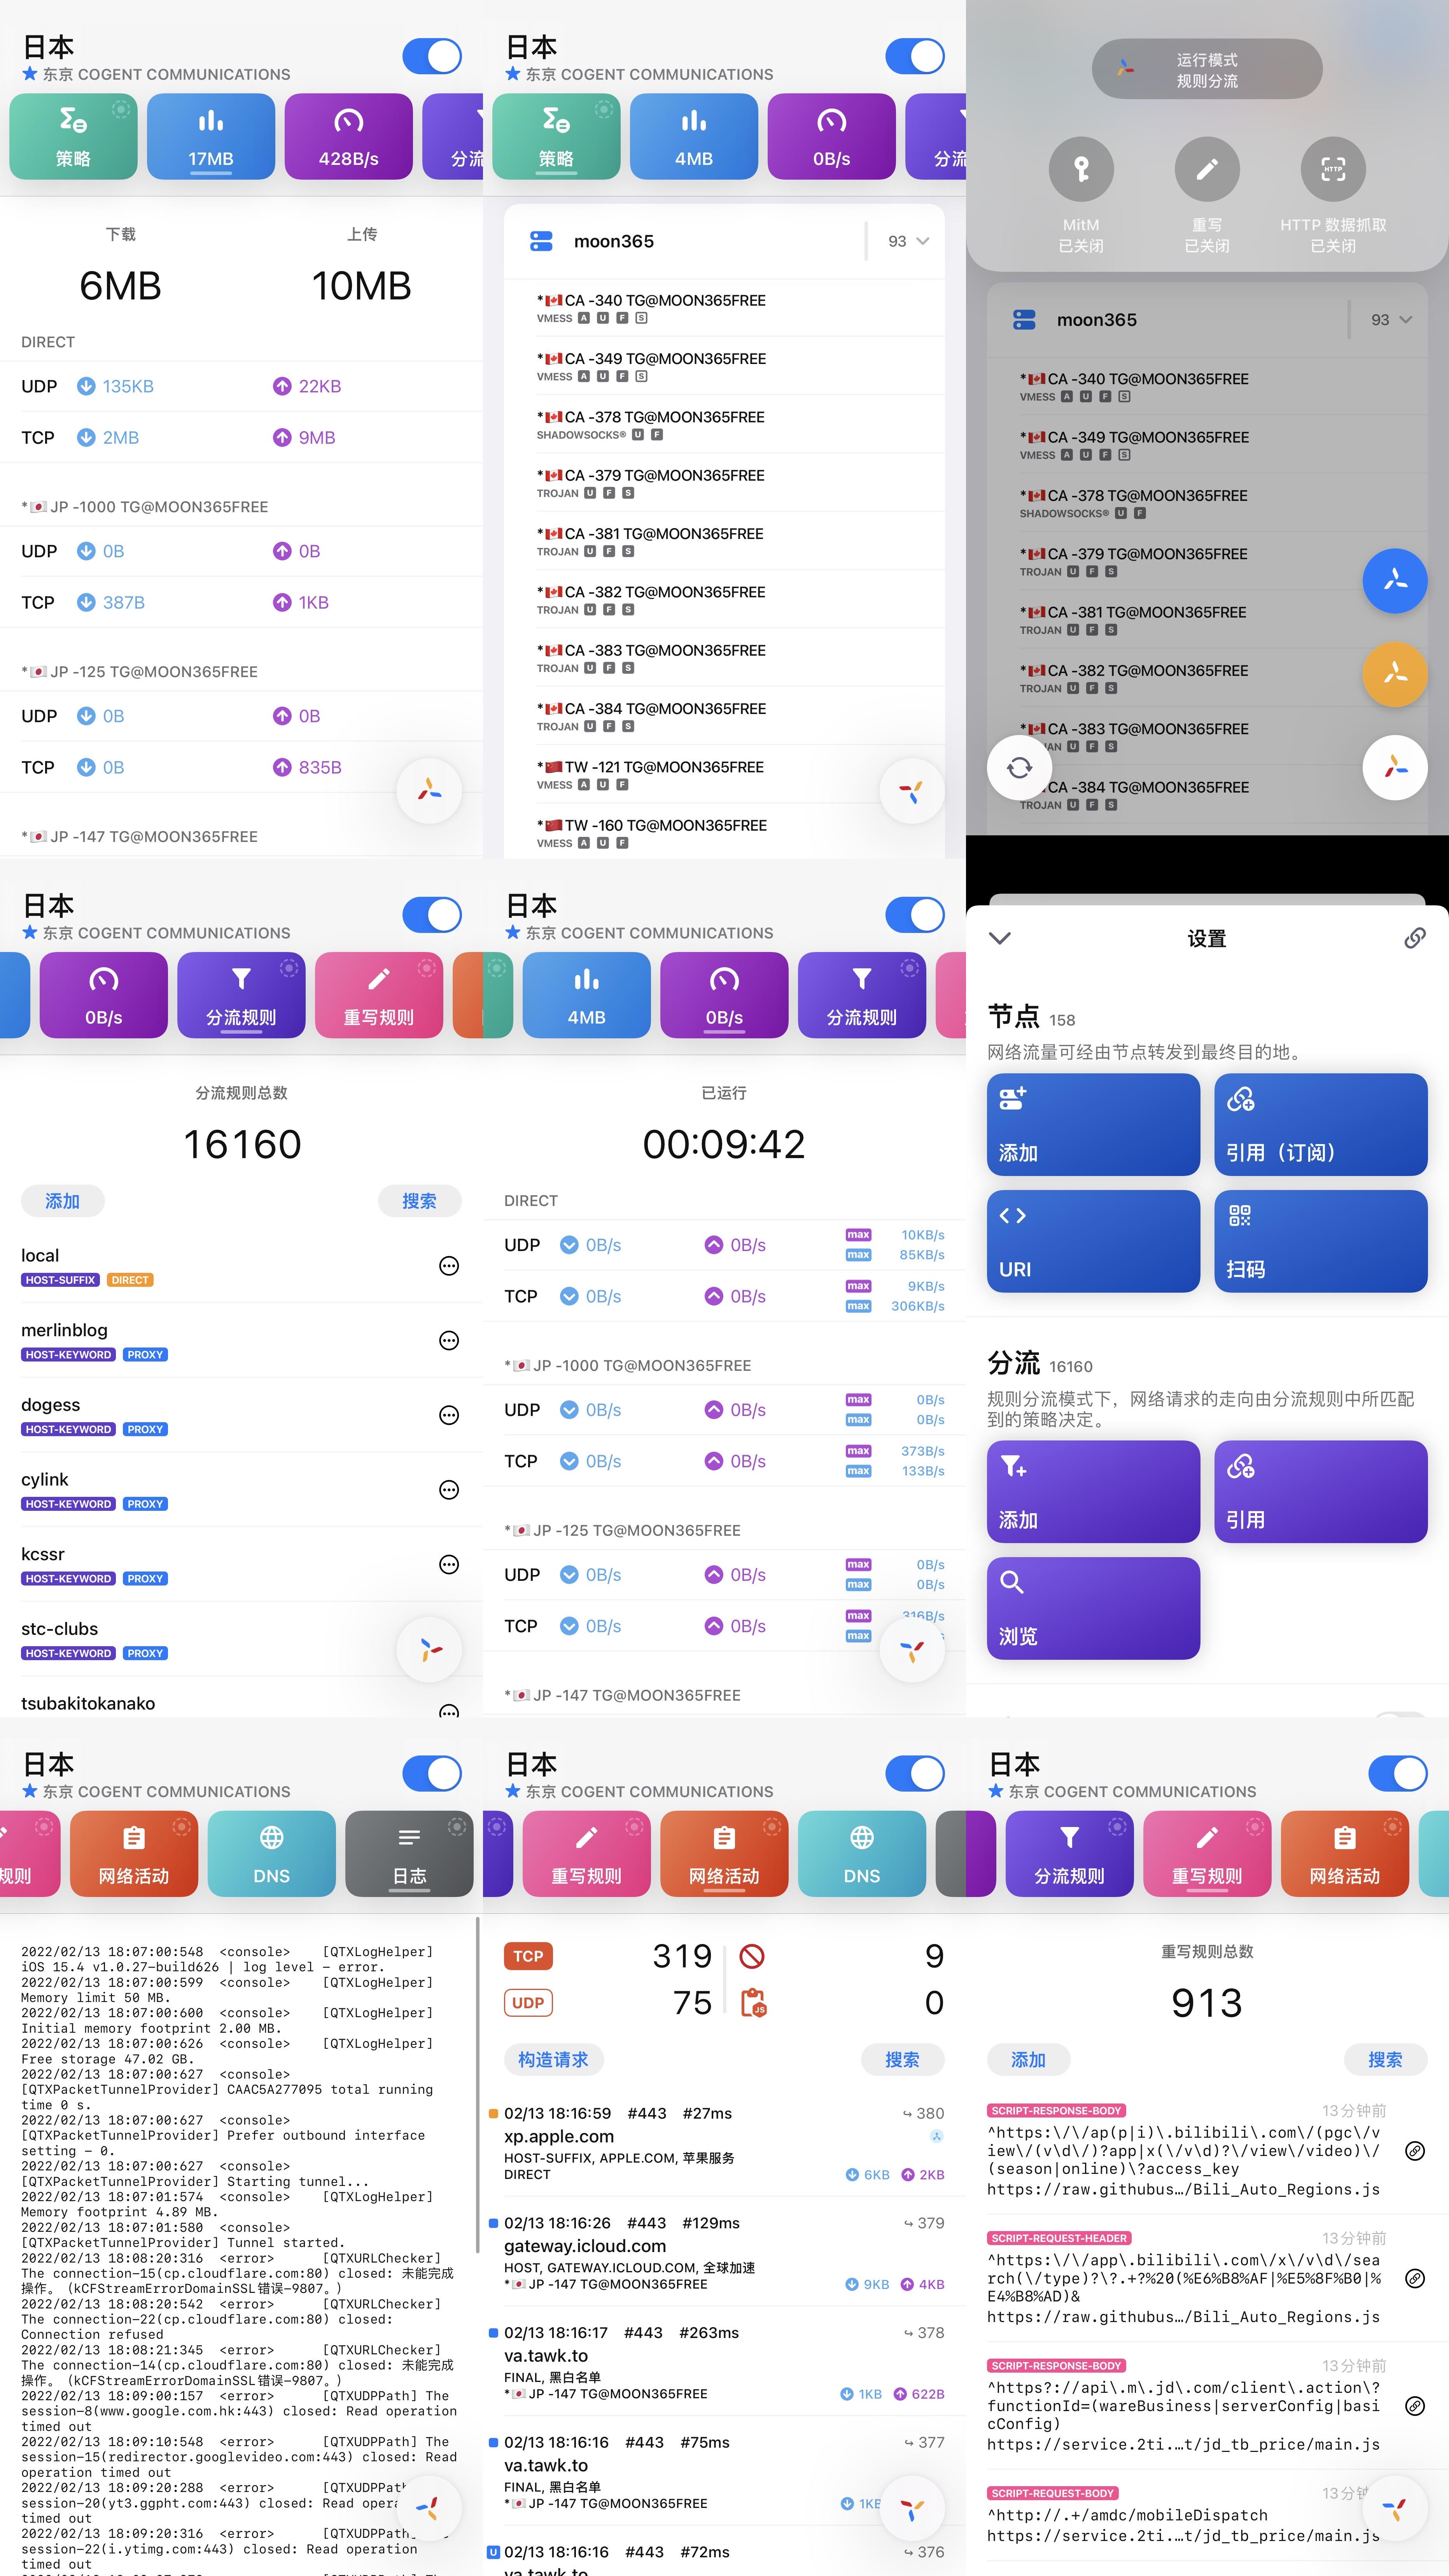 日本
★ 东京 COGENT COMMUNICATIONS
策略
17MB
428B/s
下载
上传
6MB
10MB
DIRECT
UDP 135KB 22KB
TCP 2MB 9MB
* JP -1000 TG@MOON365FREE
UDP 0B 0B
TCP 387B 1KB
* JP -125 TG@MOON365FREE
UDP 0B 0B
TCP 0B 835B
* JP -147 TG@MOON365FREE
日本
★ 东京 COGENT COMMUNICATIONS
策略
4MB
0B/s
moon365
93
* CA -340 TG@MOON365FREE
VMESS A U F S
* CA -349 TG@MOON365FREE
VMESS A U F S
* CA -378 TG@MOON365FREE
SHADOWSOCKS® U F
* CA -379 TG@MOON365FREE
TROJAN U F S
* CA -381 TG@MOON365FREE
TROJAN U F S
* CA -382 TG@MOON365FREE
TROJAN U F S
* CA -383 TG@MOON365FREE
TROJAN U F S
* CA -384 TG@MOON365FREE
TROJAN U F S
* TW -121 TG@MOON365FREE
VMESS A U F
* TW -160 TG@MOON365FREE
VMESS A U F
运行模式
规则分流
MitM
已关闭
重写
已关闭
HTTP
HTTP 数据抓取
已关闭
moon365
93
* CA -340 TG@MOON365FREE
VMESS A U F S
* CA -349 TG@MOON365FREE
VMESS A U F S
* CA -378 TG@MOON365FREE
SHADOWSOCKS® U F
* CA -379 TG@MOON365FREE
TROJAN U F S
* CA -381 TG@MOON365FREE
TROJAN U F S
* CA -382 TG@MOON365FREE
TROJAN U F S
* CA -383 TG@MOON365FREE
U F S
CA -384 TG@MOON365FREE
TROJAN U F S
日本
★ 东京 COGENT COMMUNICATIONS
0B/s
分流规则
重写规则
分流规则总数
16160
添加
搜索
local
HOST-SUFFIX DIRECT
merlinblog
HOST-KEYWORD PROXY
dogess
HOST-KEYWORD PROXY
cylink
HOST-KEYWORD PROXY
kcssr
HOST-KEYWORD PROXY
stc-clubs
HOST-KEYWORD PROXY
tsubakitokanako
日本
★ 东京 COGENT COMMUNICATIONS
4MB
0B/s
分流规则
已运行
00:09:42
DIRECT
UDP 0B/s 0B/s max 10KB/s
max 85KB/s
TCP 0B/s 0B/s max 9KB/s
max 306KB/s
* JP -1000 TG@MOON365FREE
UDP 0B/s 0B/s max 0B/s
max 0B/s
TCP 0B/s 0B/s max 373B/s
max 133B/s
* JP -125 TG@MOON365FREE
UDP 0B/s 0B/s max 0B/s
max 0B/s
TCP 0B/s 0B/s max 316B/s
max
* JP -147 TG@MOON365FREE
设置
节点 158
网络流量可经由节点转发到最终目的地。
添加
引用（订阅）
URI
扫码
分流 16160
规则分流模式下，网络请求的走向由分流规则中所匹配
到的策略决定。
添加
引用
浏览
日本
★ 东京 COGENT COMMUNICATIONS
规则
网络活动
DNS
日志
2022/02/13 18:07:00:548 <console> [QTXLogHelper]
iOS 15.4 v1.0.27-build626 | log level - error.
2022/02/13 18:07:00:599 <console> [QTXLogHelper]
Memory limit 50 MB.
2022/02/13 18:07:00:600 <console> [QTXLogHelper]
Initial memory footprint 2.00 MB.
2022/02/13 18:07:00:626 <console> [QTXLogHelper]
Free storage 47.02 GB.
2022/02/13 18:07:00:627 <console>
[QTXPacketTunnelProvider] CAAC5A277095 total running
time 0 s.
2022/02/13 18:07:00:627 <console>
[QTXPacketTunnelProvider] Prefer outbound interface
setting - 0.
2022/02/13 18:07:00:627 <console>
[QTXPacketTunnelProvider] Starting tunnel...
2022/02/13 18:07:01:574 <console> [QTXLogHelper]
Memory footprint 4.89 MB.
2022/02/13 18:07:01:580 <console>
[QTXPacketTunnelProvider] Tunnel started.
2022/02/13 18:08:20:316 <error> [QTXURLChecker]
The connection-15(cp.cloudflare.com:80) closed: 未能完成
操作。（kCFStreamErrorDomainSSL错误-9807。）
2022/02/13 18:08:20:542 <error> [QTXURLChecker]
The connection-22(cp.cloudflare.com:80) closed:
Connection refused
2022/02/13 18:08:21:345 <error> [QTXURLChecker]
The connection-14(cp.cloudflare.com:80) closed: 未能完成
操作。（kCFStreamErrorDomainSSL错误-9807。）
2022/02/13 18:09:00:157 <error> [QTXUDPPath] The
session-8(www.google.com.hk:443) closed: Read operation
timed out
2022/02/13 18:09:10:548 <error> [QTXUDPPath] The
session-15(redirector.googlevideo.com:443) closed: Read
operation timed out
2022/02/13 18:09:20:288 <error> [QTXUDPPath
session-20(yt3.ggpht.com:443) closed: Read opera
timed out
2022/02/13 18:09:20:316 <error> [QTXUDPPath]
session-22(i.ytimg.com:443) closed: Read operation
timed out
日本
★ 东京 COGENT COMMUNICATIONS
重写规则
网络活动
DNS
TCP 319 9
UDP 75 JS 0
构造请求
搜索
02/13 18:16:59 #443 #27ms 380
xp.apple.com
HOST-SUFFIX, APPLE.COM, 苹果服务
DIRECT 6KB 2KB
02/13 18:16:26 #443 #129ms 379
gateway.icloud.com
HOST, GATEWAY.ICLOUD.COM, 全球加速
* JP -147 TG@MOON365FREE 9KB 4KB
02/13 18:16:17 #443 #263ms 378
va.tawk.to
FINAL, 黑白名单
* JP -147 TG@MOON365FREE 1KB 622B
02/13 18:16:16 #443 #75ms 377
va.tawk.to
FINAL, 黑白名单
* JP -147 TG@MOON365FREE 1KB
U 02/13 18:16:16 #443 #72ms 376
va.tawk.to
日本
★ 东京 COGENT COMMUNICATIONS
分流规则
重写规则
网络活动
重写规则总数
913
添加
搜索
SCRIPT-RESPONSE-BODY 13分钟前
^https:\/\/ap(p|i)\.bilibili\.com\/(pgc\/v
iew\/(v\d\/)?app|x(\/v\d)?\/view\/video)\/
(season|online)\?access_key
https://raw.githubus…/Bili_Auto_Regions.js
SCRIPT-REQUEST-HEADER 13分钟前
^https:\/\/app\.bilibili\.com\/x\/v\d\/sea
rch(\/type)?\?.+?%20(%E6%B8%AF|%E5%8F%B0|%
E4%B8%AD)&
https://raw.githubus…/Bili_Auto_Regions.js
SCRIPT-RESPONSE-BODY 13分钟前
^https?://api\.m\.jd\.com/client\.action\?
functionId=(wareBusiness|serverConfig|basi
cConfig)
https://service.2ti.…t/jd_tb_price/main.js
SCRIPT-REQUEST-BODY 13分
^http://.+/amdc/mobileDispatch
https://service.2ti.…t/jd_tb_price/main.js